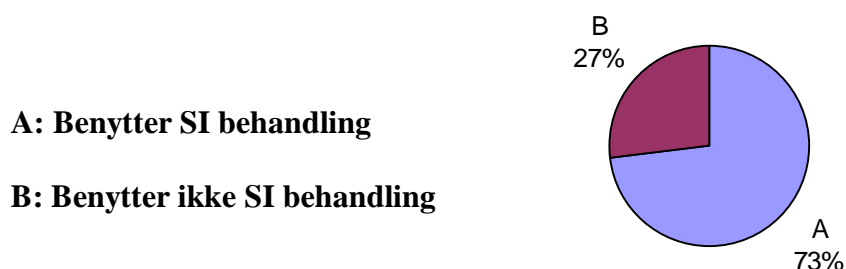 B
27%
A: Benytter SI behandling
B: Benytter ikke SI behandling
A
73%